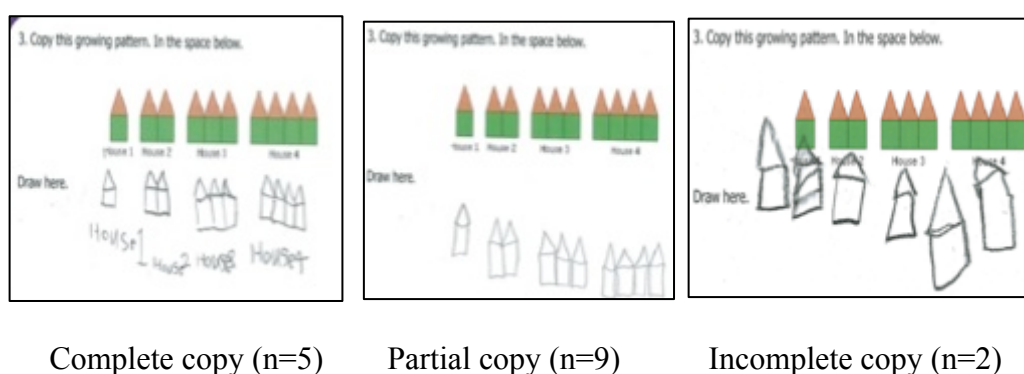 3. Copy this growing pattern. In the space below.
House 1 House 2 House 3 House 4
Draw here.
House 1 House 2 House 3 House 4
3. Copy this growing pattern. In the space below.
House 1 House 2 House 3 House 4
Draw here.
3. Copy this growing pattern. In the space below.
House 3 House 4
Draw here.
Complete copy (n=5) Partial copy (n=9) Incomplete copy (n=2)